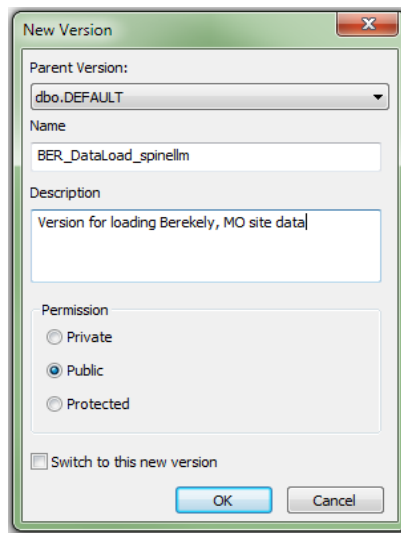 New Version
Parent Version:
dbo.DEFAULT
Name
BER_DataLoad_spinellm
Description
Version for loading Berekely, MO site data
Permission
Private
Public
Protected
Switch to this new version
OK Cancel